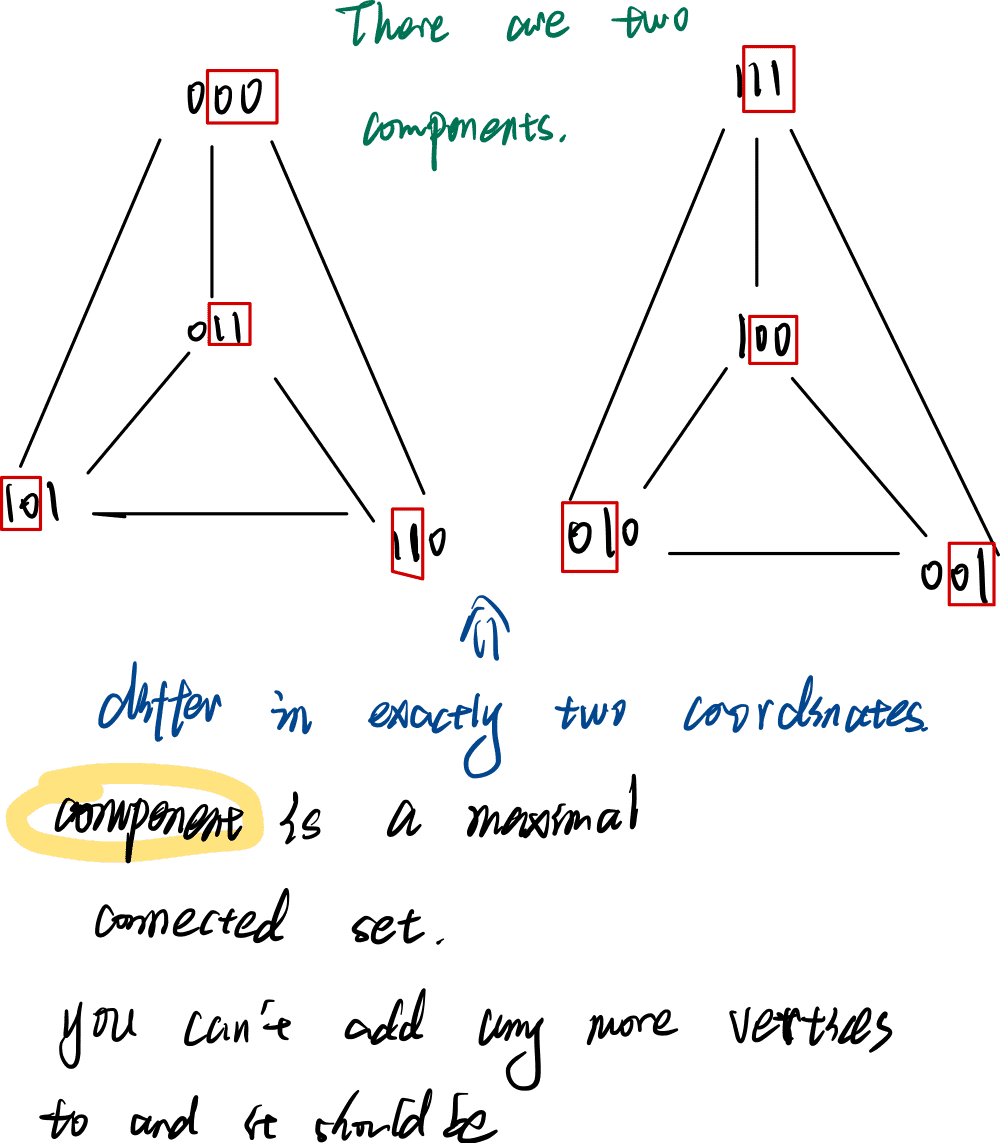 There are two
components.
000
111
011
100
101
110
010
001
differ in exactly two coordinates.
component is a maximal
connected set.
you can't add any more vertices
to and it should be